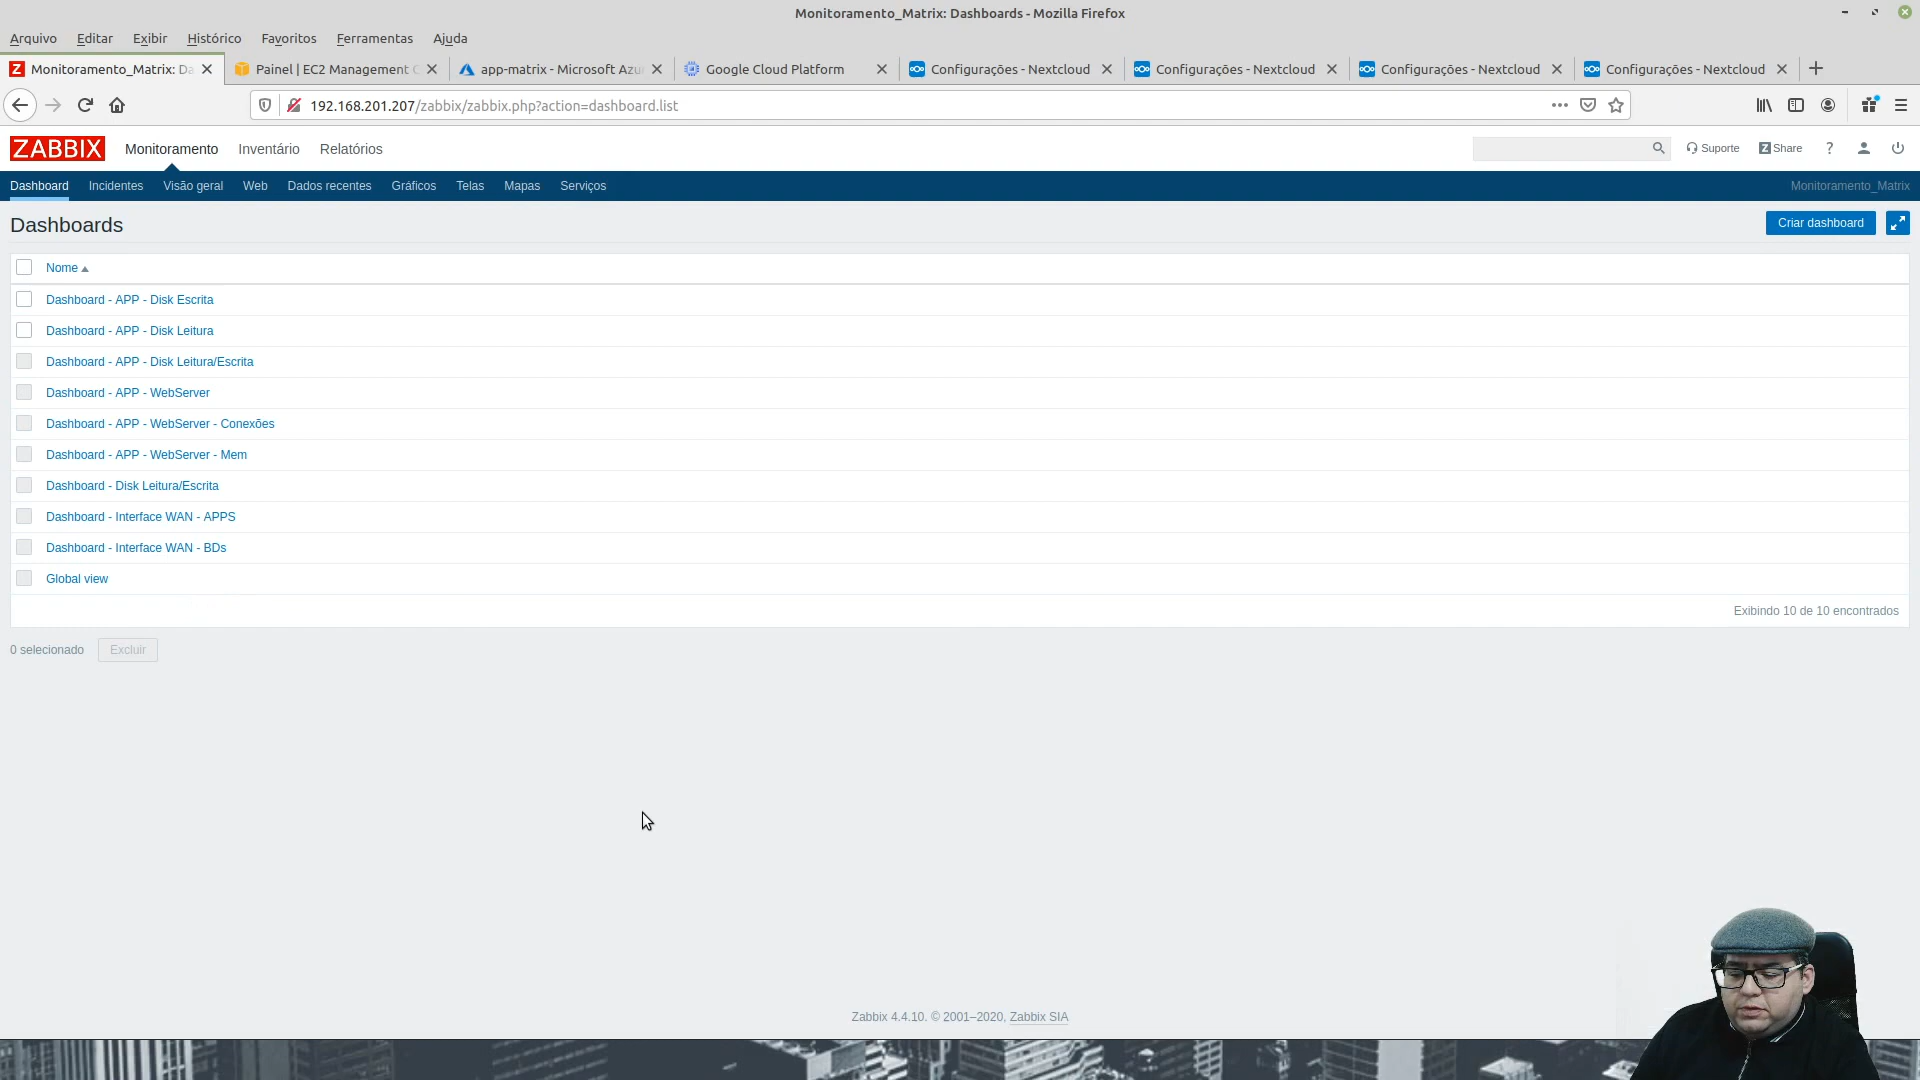 Monitoramento_Matrix: Dashboards - Mozilla Firefox
Arquivo Editar Exibir Histórico Favoritos Ferramentas Ajuda
Monitoramento_Matrix: Da Painel | EC2 Management C app-matrix - Microsoft Azu Google Cloud Platform Configurações - Nextcloud Configurações - Nextcloud Configurações - Nextcloud Configurações - Nextcloud
192.168.201.207/zabbix/zabbix.php?action=dashboard.list
ZABBIX Monitoramento Inventário Relatórios Suporte Z Share ?
Dashboard Incidentes Visão geral Web Dados recentes Gráficos Telas Mapas Serviços Monitoramento_Matrix
Dashboards Criar dashboard
Nome
Dashboard - APP - Disk Escrita
Dashboard - APP - Disk Leitura
Dashboard - APP - Disk Leitura/Escrita
Dashboard - APP - WebServer
Dashboard - APP - WebServer - Conexões
Dashboard - APP - WebServer - Mem
Dashboard - Disk Leitura/Escrita
Dashboard - Interface WAN - APPS
Dashboard - Interface WAN - BDs
Global view
Exibindo 10 de 10 encontrados
0 selecionado Excluir
Zabbix 4.4.10. © 2001–2020, Zabbix SIA